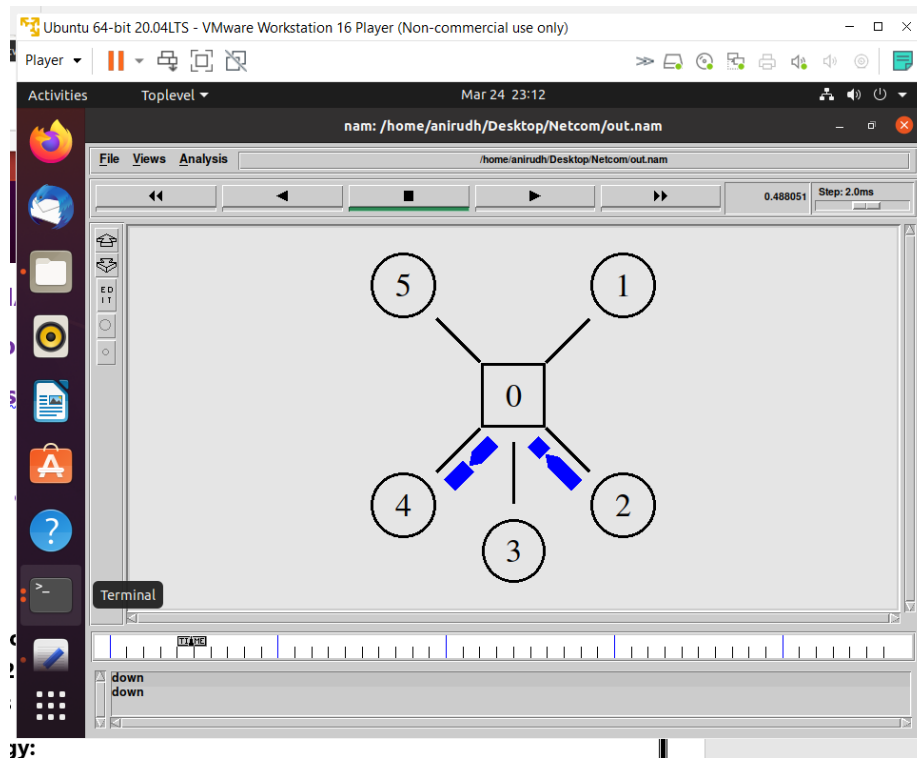 Ubuntu 64-bit 20.04LTS - VMware Workstation 16 Player (Non-commercial use only)
Player
Activities
Toplevel
Mar 24 23:12
nam: /home/anirudh/Desktop/Netcom/out.nam
File Views Analysis
/home/anirudh/Desktop/Netcom/out.nam
0.488051
Step: 2.0ms
ED
IT
5
1
0
4
2
3
Terminal
TIME
down
down
gy: